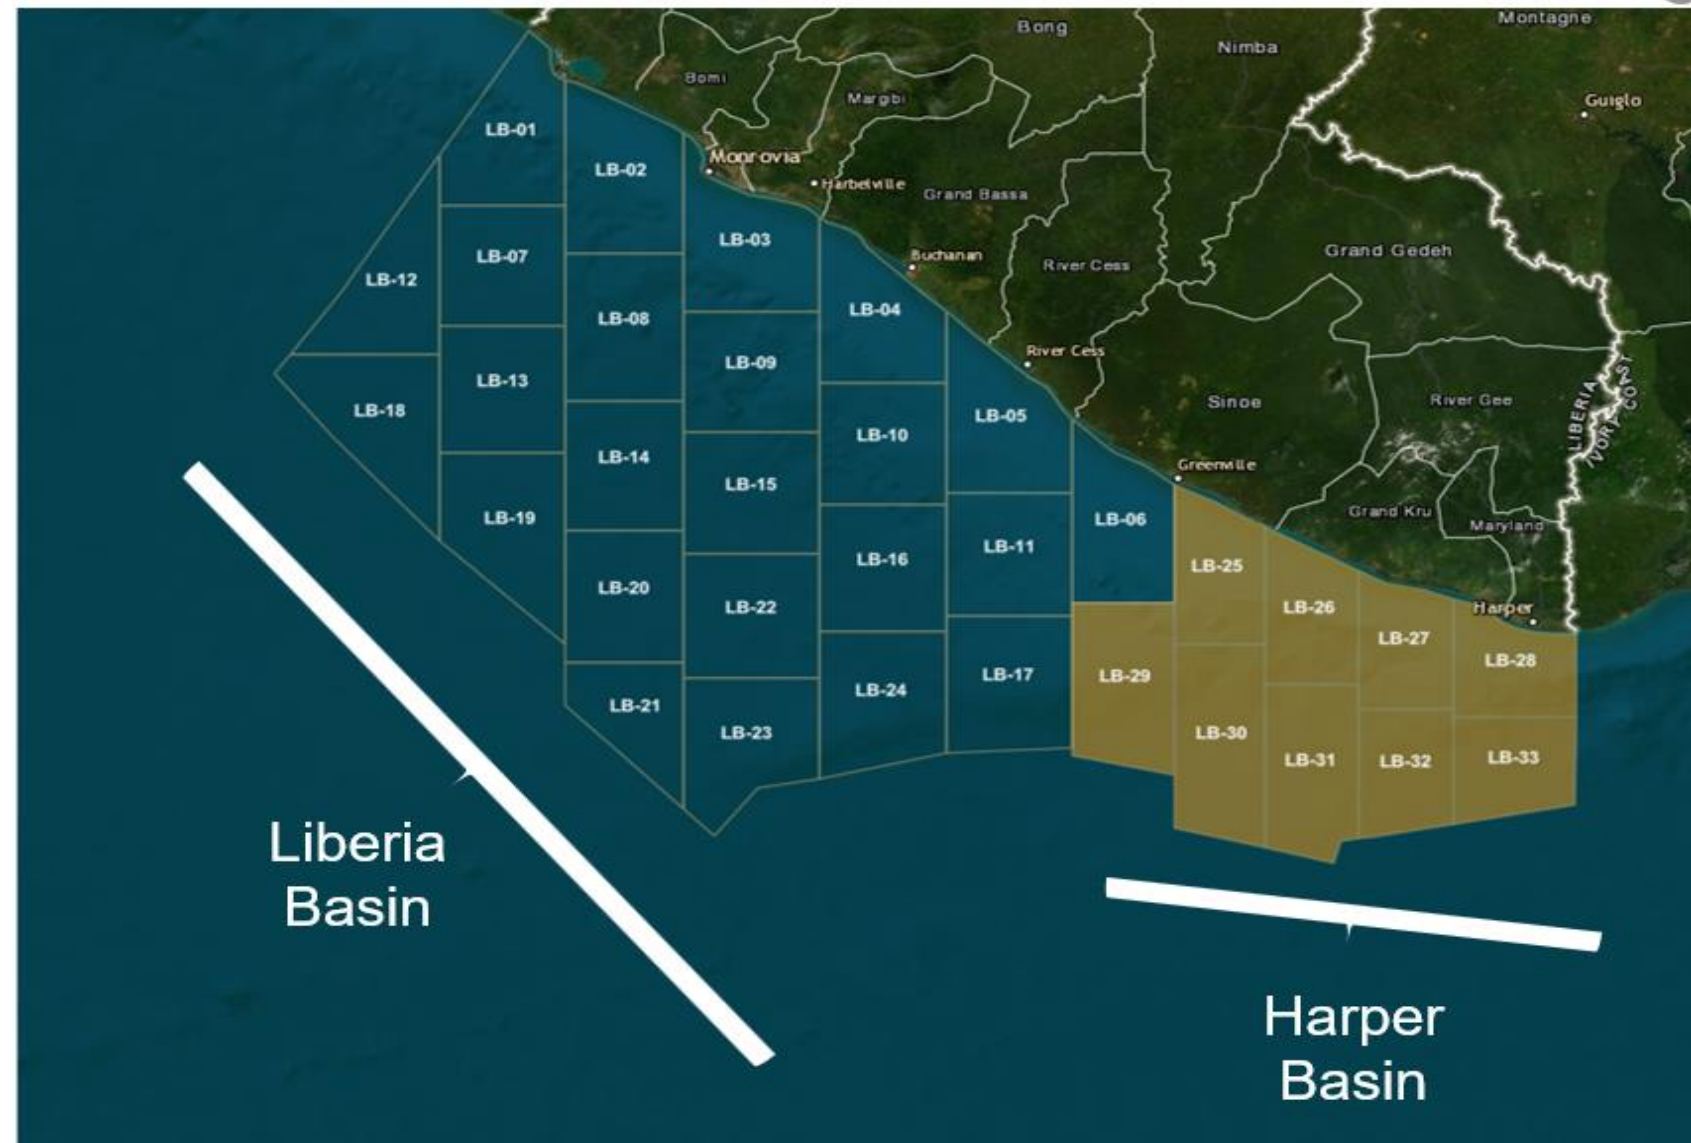 Montagne
Bong
Nimba
Bomi
Margibi
Guiglo
LB-01
LB-02
Monrovia
Harbelville
Grand Bassa
LB-03
LB-07
Buchanan
River Cess
Grand Gedeh
LB-12
LB-08
LB-04
LB-09
River Cess
LB-13
LB-18
LB-10
LB-05
Sinoe
River Gee
LIBERIA
IVORY COAST
LB-14
LB-15
Greenville
LB-19
LB-16
LB-11
LB-06
Grand Kru
Maryland
LB-25
LB-20
LB-22
LB-26
Harper
LB-27
LB-28
LB-21
LB-23
LB-24
LB-17
LB-29
LB-30
LB-31
LB-32
LB-33
Liberia
Basin
Harper
Basin